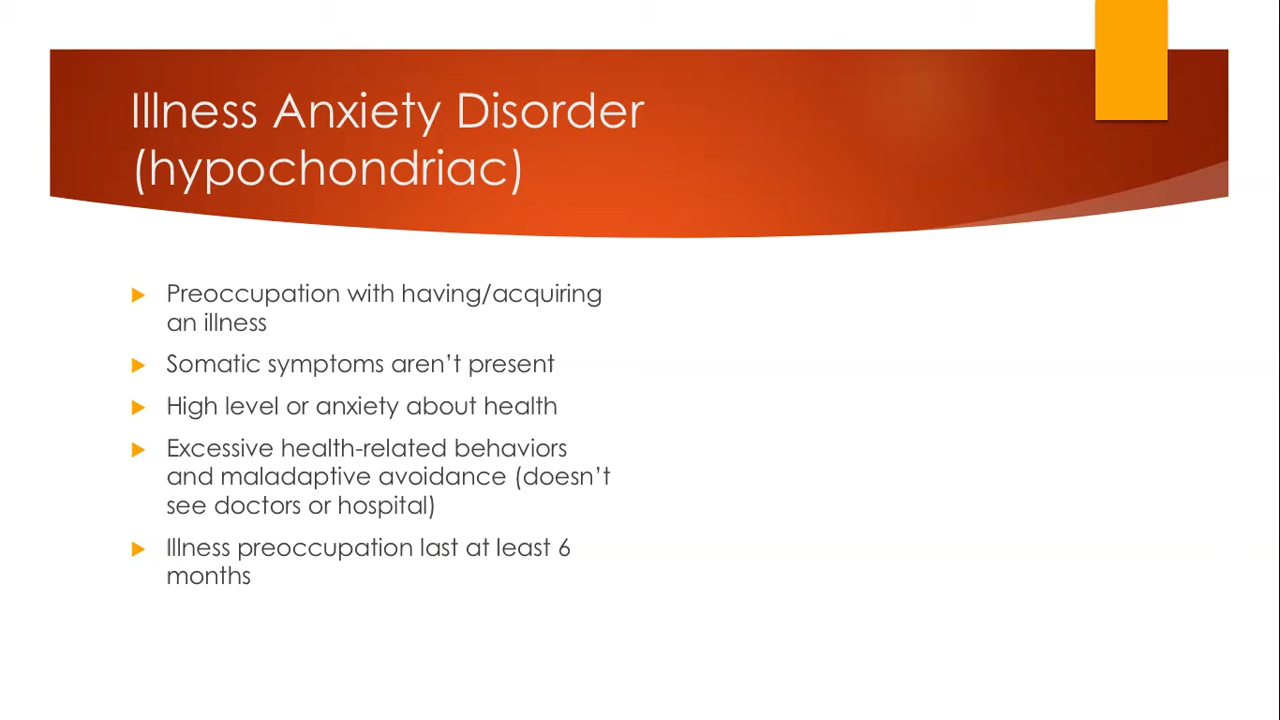 Illness Anxiety Disorder
(hypochondriac)
Preoccupation with having/acquiring
an illness
Somatic symptoms aren’t present
High level or anxiety about health
Excessive health-related behaviors
and maladaptive avoidance (doesn’t
see doctors or hospital)
Illness preoccupation last at least 6
months